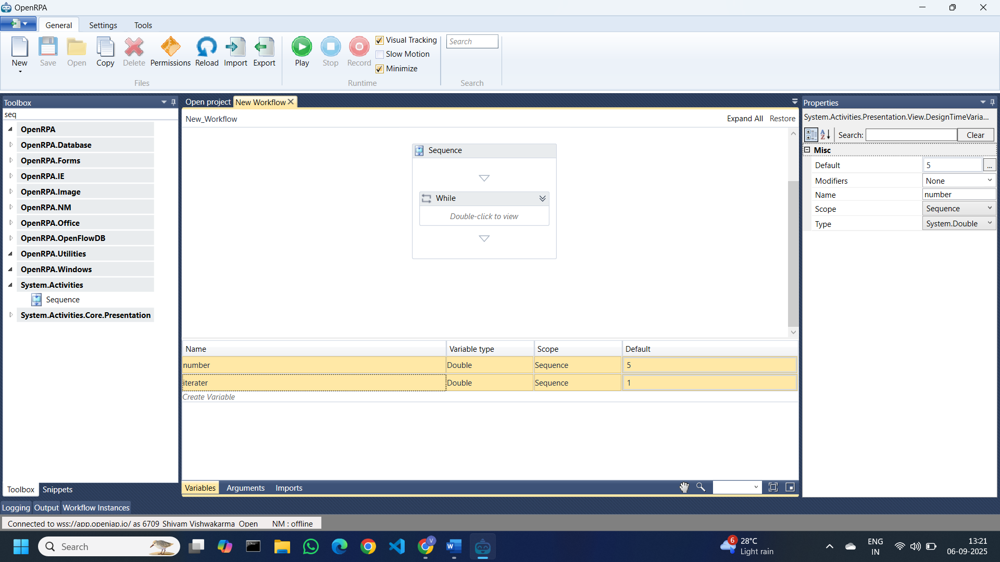 OpenRPA
General Settings Tools
New Save Open Copy Delete Permissions Reload Import Export
Play Stop Record
Visual Tracking
Slow Motion
Minimize
Search
Files Runtime Search
Toolbox
seq
OpenRPA
OpenRPA.Database
OpenRPA.Forms
OpenRPA.IE
OpenRPA.Image
OpenRPA.NM
OpenRPA.Office
OpenRPA.OpenFlowDB
OpenRPA.Utilities
OpenRPA.Windows
System.Activities
Sequence
System.Activities.Core.Presentation
Toolbox Snippets
Open project New Workflow
New_Workflow Expand All Restore
Sequence
While
Double-click to view
Name Variable type Scope Default
number Double Sequence 5
iterater Double Sequence 1
Create Variable
Variables Arguments Imports
Properties
System.Activities.Presentation.View.DesignTimeVaria...
Search: Clear
Misc
Default 5 ...
Modifiers None
Name number
Scope Sequence
Type System.Double
Logging Output Workflow Instances
Connected to wss://app.openiap.io/ as 6709 Shivam Vishwakarma Open NM : offline
Search
6
28°C
Light rain
ENG
IN
13:21
06-09-2025